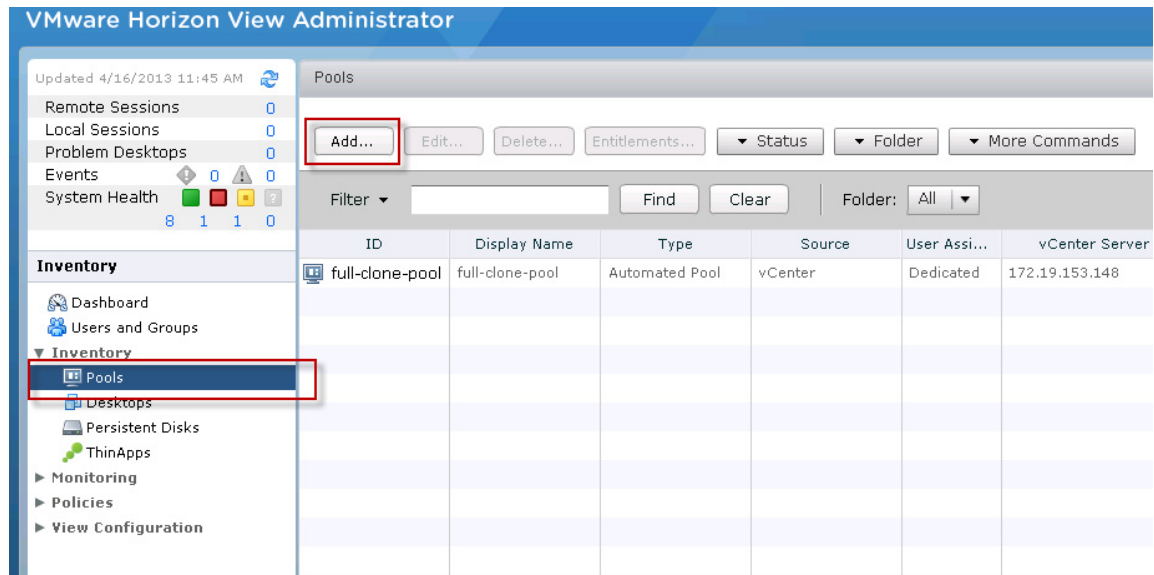 VMware Horizon View Administrator
Updated 4/16/2013 11:45 AM
Remote Sessions 0
Local Sessions 0
Problem Desktops 0
Events 0 0
System Health ?
8 1 1 0
Inventory
Dashboard
Users and Groups
Inventory
Pools
Desktops
Persistent Disks
ThinApps
Monitoring
Policies
View Configuration
Pools
Add... Edit... Delete... Entitlements... Status Folder More Commands
Filter Find Clear Folder: All
ID Display Name Type Source User Assi... vCenter Server
full-clone-pool full-clone-pool Automated Pool vCenter Dedicated 172.19.153.148